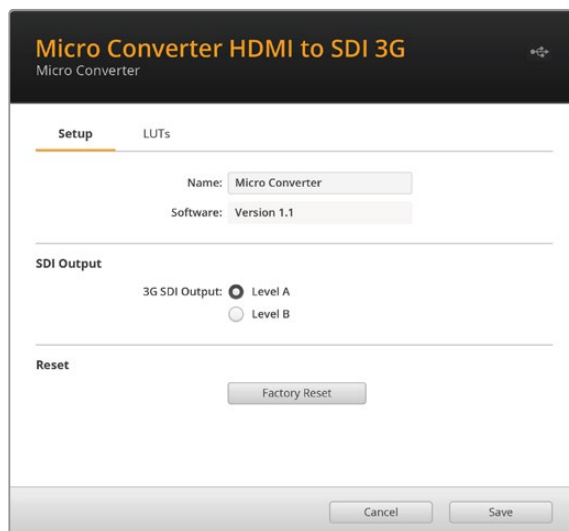 Micro Converter HDMI to SDI 3G
Micro Converter
Setup LUTs
Name: Micro Converter
Software: Version 1.1
SDI Output
3G SDI Output: Level A
Level B
Reset
Factory Reset
Cancel Save